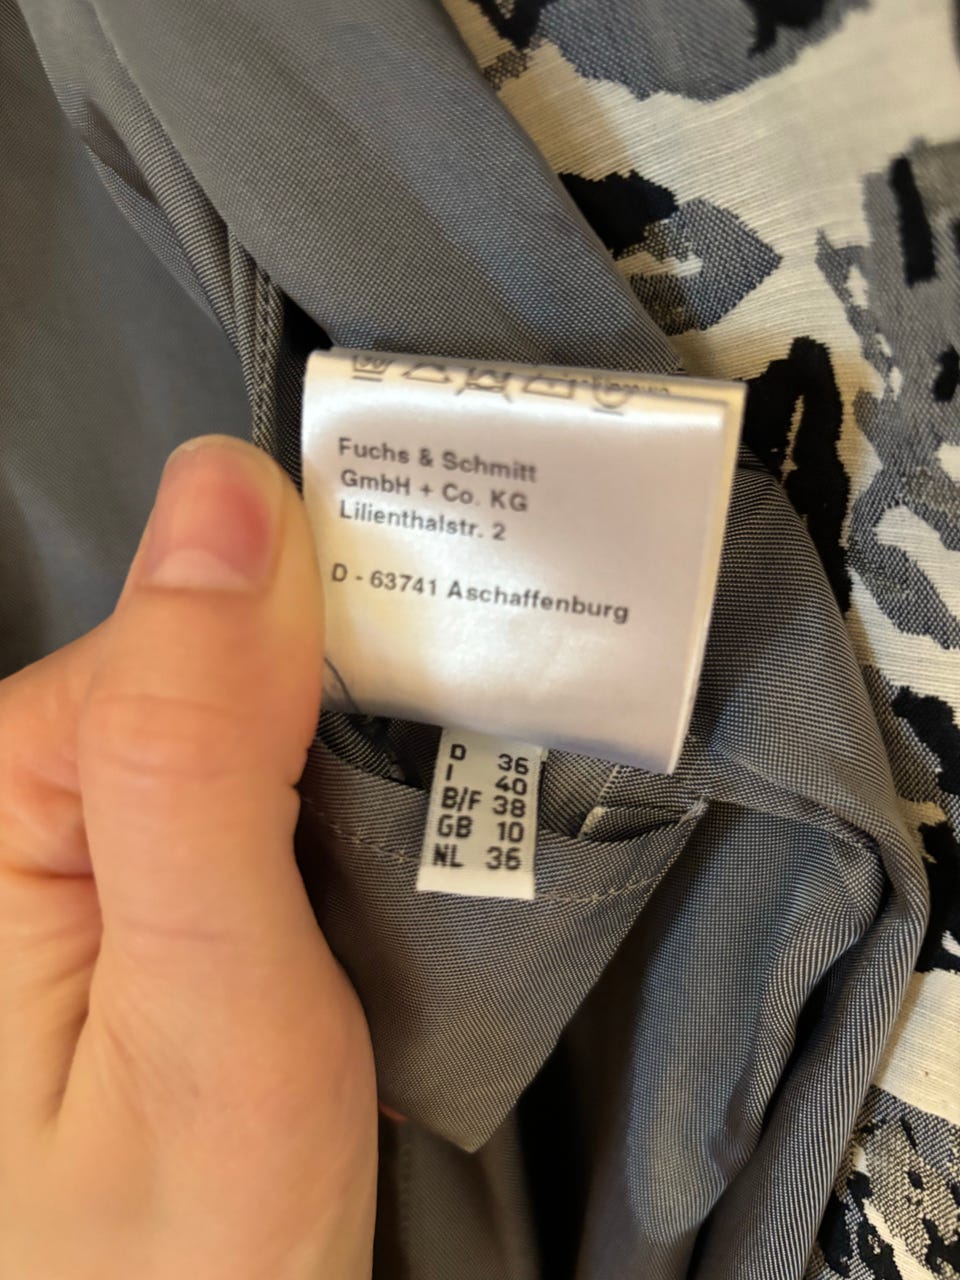 Fuchs & Schmitt
GmbH + Co. KG
Lilienthalstr. 2
D - 63741 Aschaffenburg
D 36
I 40
B/F 38
GB 10
NL 36